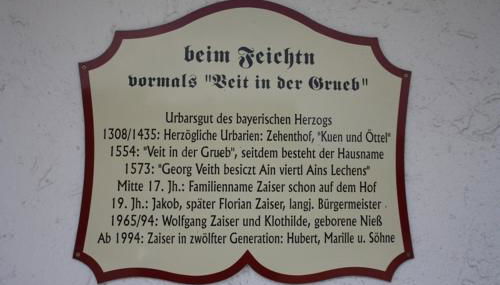 beim Feichtn
vormals "Veit in der Grueb"
Urbarsgut des bayerischen Herzogs
1308/1435: Herzögliche Urbarien: Zehenthof, "Kuen und Öttel"
1554: "Veit in der Grueb", seitdem besteht der Hausname
1573: "Georg Veith besiczt Ain viertl Ains Lechens"
Mitte 17. Jh.: Familienname Zaiser schon auf dem Hof
19. Jh.: Jakob, später Florian Zaiser, langj. Bürgermeister
1965/94: Wolfgang Zaiser und Klothilde, geborene Nieß
Ab 1994: Zaiser in zwölfter Generation: Hubert, Marille u. Söhne